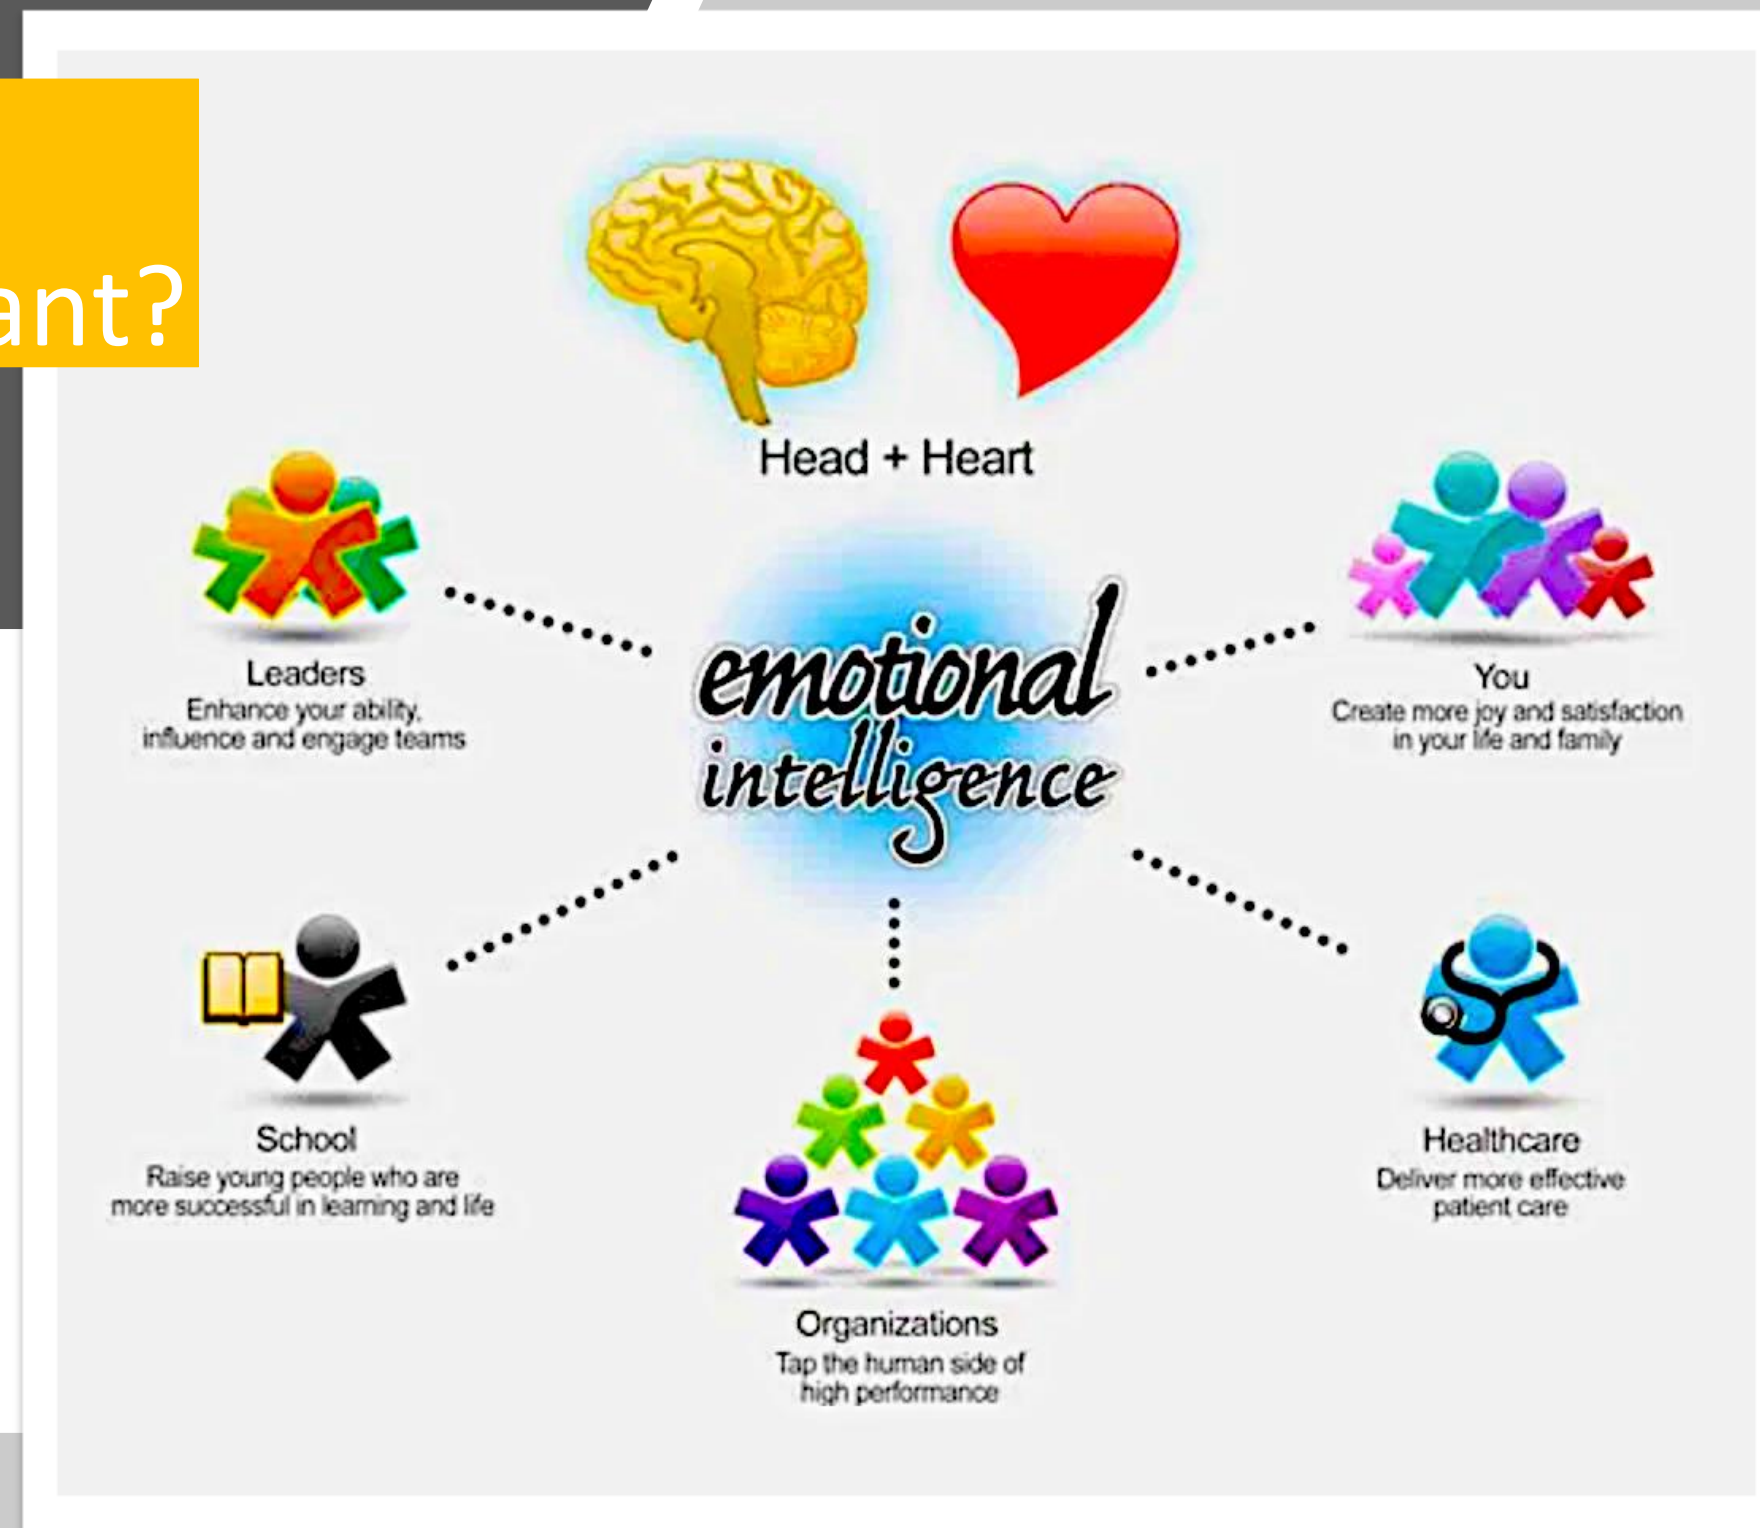 ant?
Head + Heart
emotional
intelligence
Leaders
Enhance your ability,
influence and engage teams
You
Create more joy and satisfaction
in your life and family
School
Raise young people who are
more successful in learning and life
Organizations
Tap the human side of
high performance
Healthcare
Deliver more effective
patient care